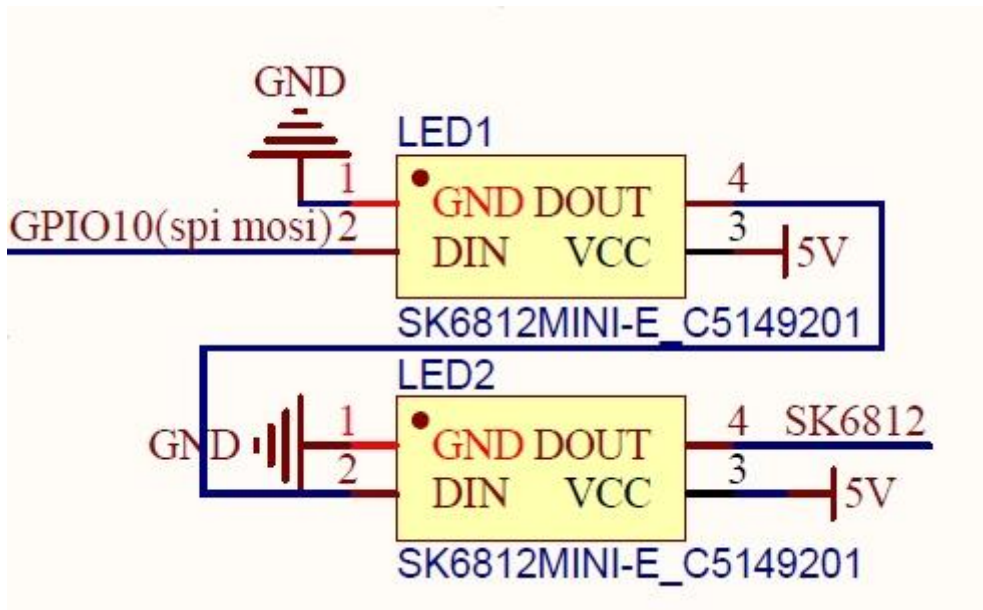 GND
LED1
1
GND DOUT
4
GPIO10(spi mosi)
2
DIN VCC
3
5V
SK6812MINI-E_C5149201
LED2
GND
1
GND DOUT
4
SK6812
2
DIN VCC
3
5V
SK6812MINI-E_C5149201